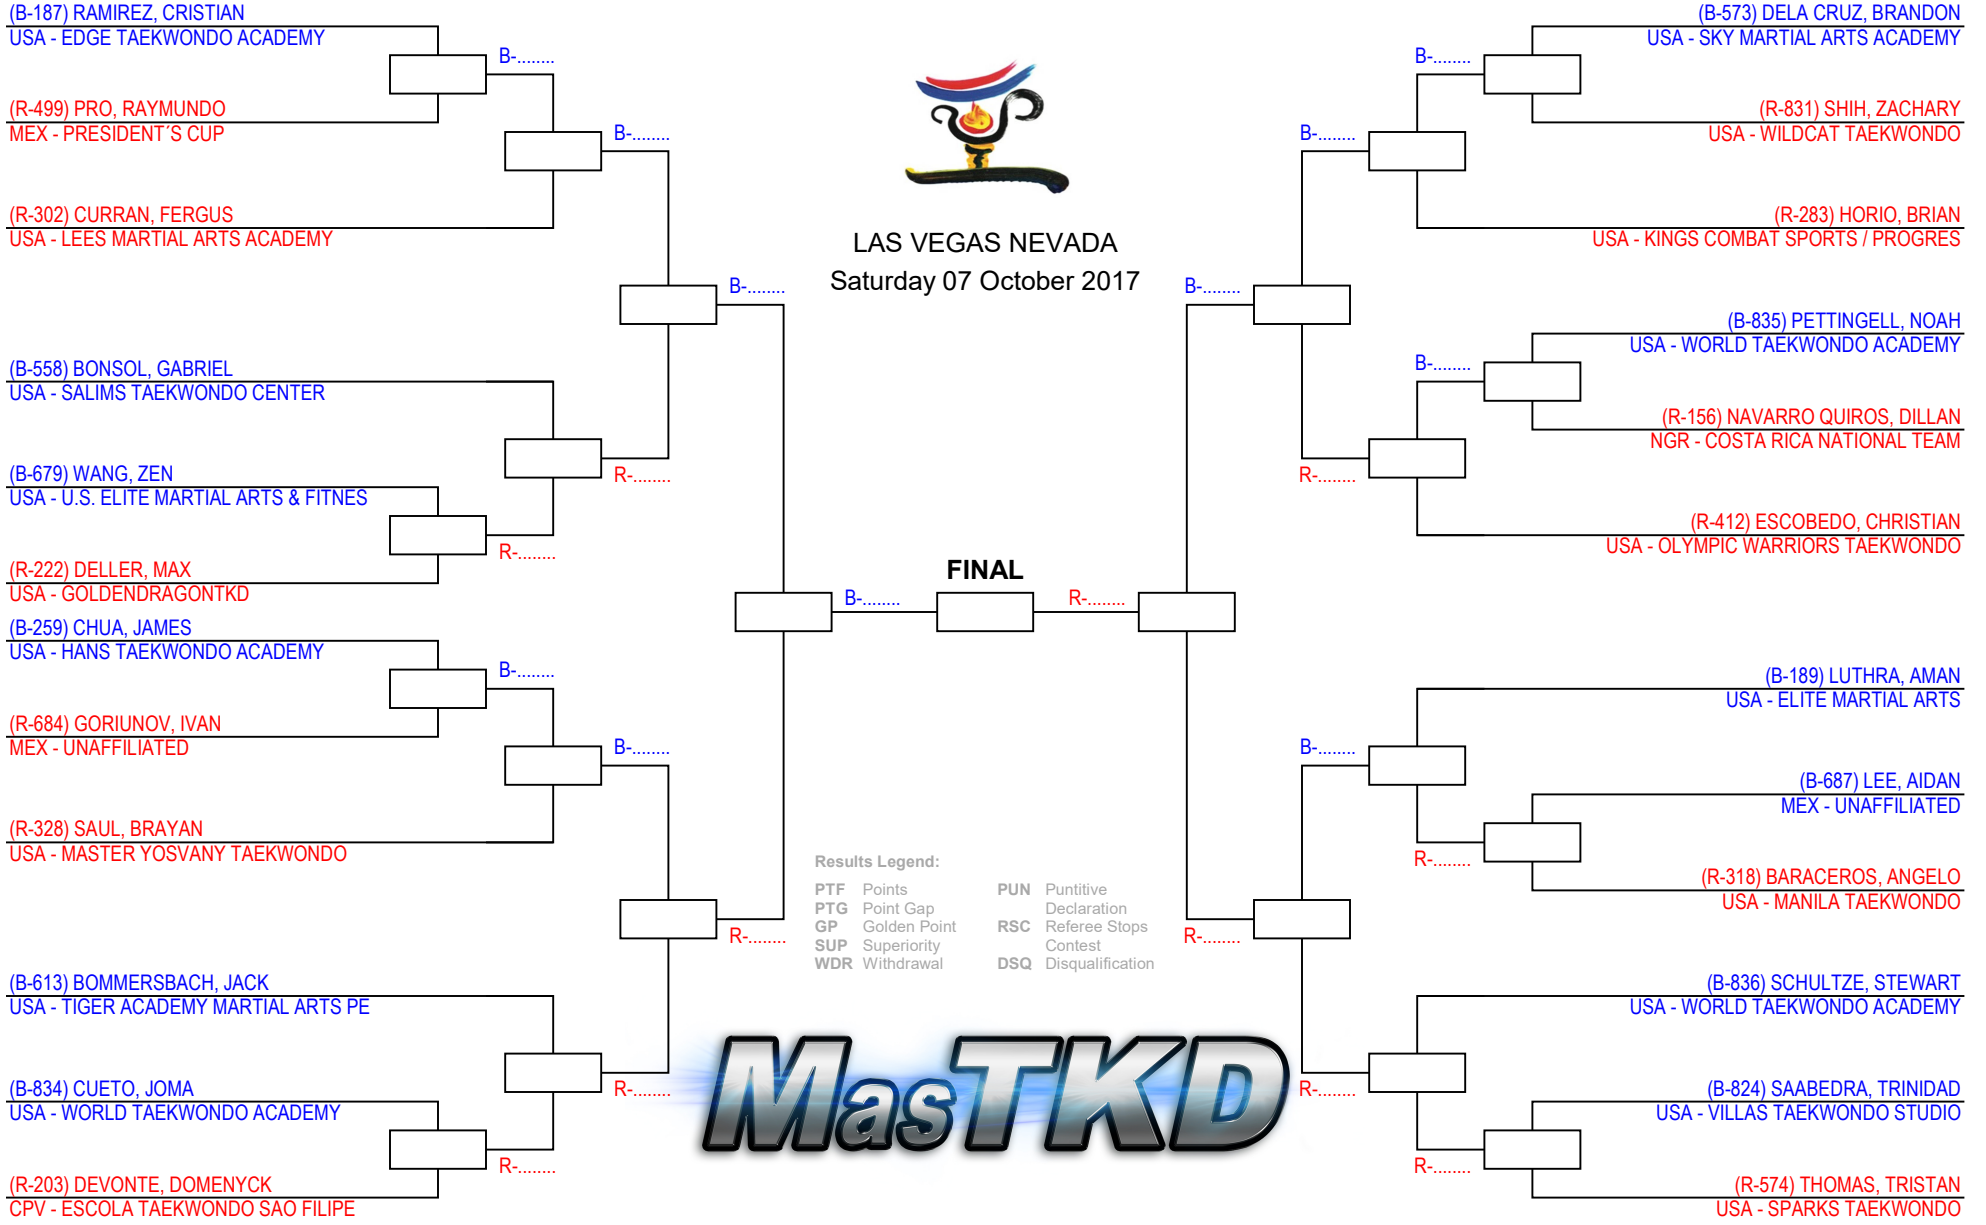 (B-187) RAMIREZ, CRISTIAN
USA - EDGE TAEKWONDO ACADEMY
B-........
(R-499) PRO, RAYMUNDO
MEX - PRESIDENT´S CUP
B-........
(R-302) CURRAN, FERGUS
USA - LEES MARTIAL ARTS ACADEMY
B-........
(B-558) BONSOL, GABRIEL
USA - SALIMS TAEKWONDO CENTER
(B-679) WANG, ZEN
USA - U.S. ELITE MARTIAL ARTS & FITNES
R-........
R-........
(R-222) DELLER, MAX
USA - GOLDENDRAGONTKD
(B-259) CHUA, JAMES
USA - HANS TAEKWONDO ACADEMY
B-........
(R-684) GORIUNOV, IVAN
MEX - UNAFFILIATED
B-........
(R-328) SAUL, BRAYAN
USA - MASTER YOSVANY TAEKWONDO
R-........
(B-613) BOMMERSBACH, JACK
USA - TIGER ACADEMY MARTIAL ARTS PE
(B-834) CUETO, JOMA
USA - WORLD TAEKWONDO ACADEMY
R-........
R-........
(R-203) DEVONTE, DOMENYCK
CPV - ESCOLA TAEKWONDO SAO FILIPE
LAS VEGAS NEVADA
Saturday 07 October 2017
FINAL
B-........
R-........
Results Legend:
PTF Points
PTG Point Gap
GP Golden Point
SUP Superiority
WDR Withdrawal
PUN Puntitive
Declaration
RSC Referee Stops
Contest
DSQ Disqualification
MasTKD
(B-573) DELA CRUZ, BRANDON
USA - SKY MARTIAL ARTS ACADEMY
B-........
(R-831) SHIH, ZACHARY
USA - WILDCAT TAEKWONDO
B-........
(R-283) HORIO, BRIAN
USA - KINGS COMBAT SPORTS / PROGRES
B-........
(B-835) PETTINGELL, NOAH
USA - WORLD TAEKWONDO ACADEMY
B-........
(R-156) NAVARRO QUIROS, DILLAN
NGR - COSTA RICA NATIONAL TEAM
R-........
(R-412) ESCOBEDO, CHRISTIAN
USA - OLYMPIC WARRIORS TAEKWONDO
(B-189) LUTHRA, AMAN
USA - ELITE MARTIAL ARTS
B-........
(B-687) LEE, AIDAN
MEX - UNAFFILIATED
R-........
(R-318) BARACEROS, ANGELO
USA - MANILA TAEKWONDO
R-........
(B-836) SCHULTZE, STEWART
USA - WORLD TAEKWONDO ACADEMY
R-........
(B-824) SAABEDRA, TRINIDAD
USA - VILLAS TAEKWONDO STUDIO
R-........
(R-574) THOMAS, TRISTAN
USA - SPARKS TAEKWONDO